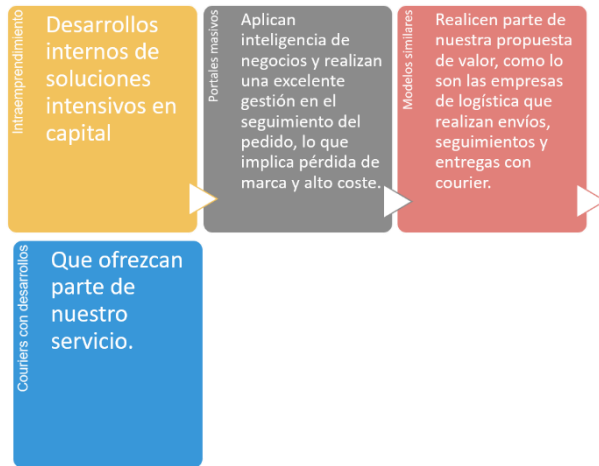 Intraemprendimiento
Desarrollos
internos de
soluciones
intensivos en
capital
Portales masivos
Aplican
inteligencia de
negocios y realizan
una excelente
gestión en el
seguimiento del
pedido, lo que
implica pérdida de
marca y alto coste.
Modelos similares
Realicen parte de
nuestra propuesta
de valor, como lo
son las empresas
de logística que
realizan envíos,
seguimientos y
entregas con
courier.
Couriers con desarrollos
Que ofrezcan
parte de
nuestro
servicio.